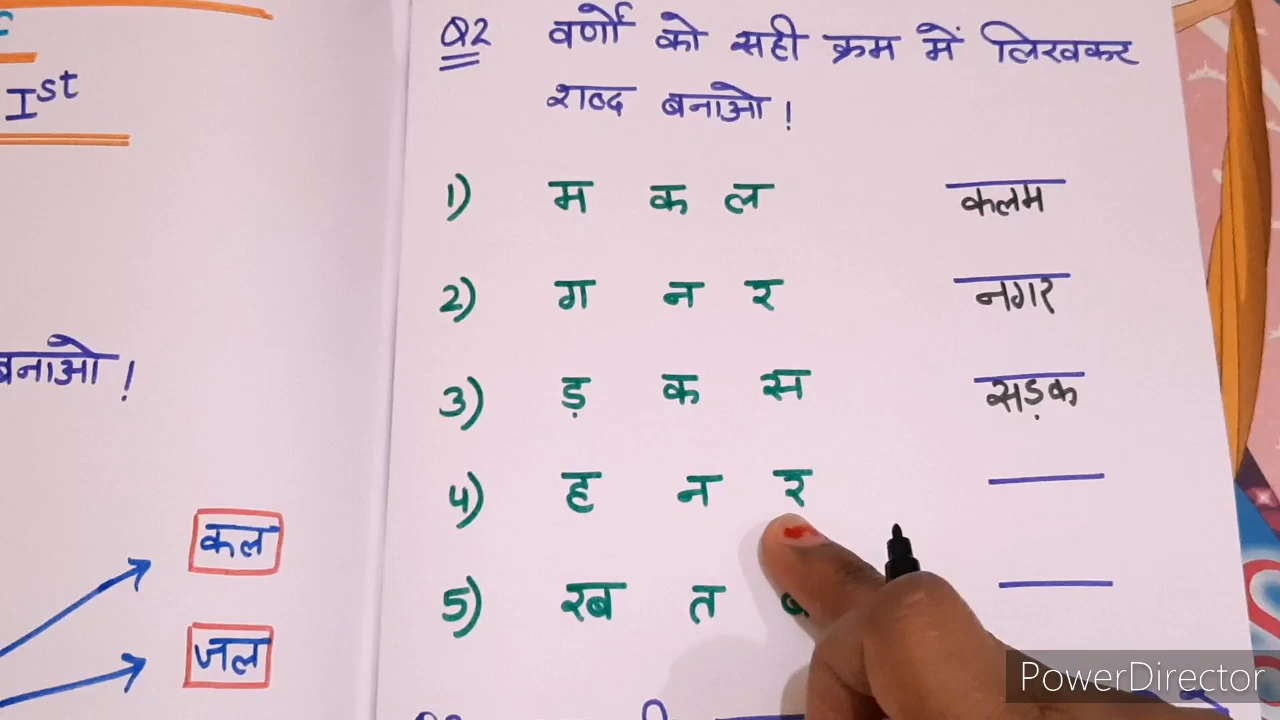 Ist
बनाओ!
कल
जल
Q2 वर्णों को सही क्रम में लिखकर
शब्द बनाओ!
1) म क ल कलम
2) ग न र नगर
3) ड़ क स सड़क
4) ह न र
5) ख त
PowerDirector